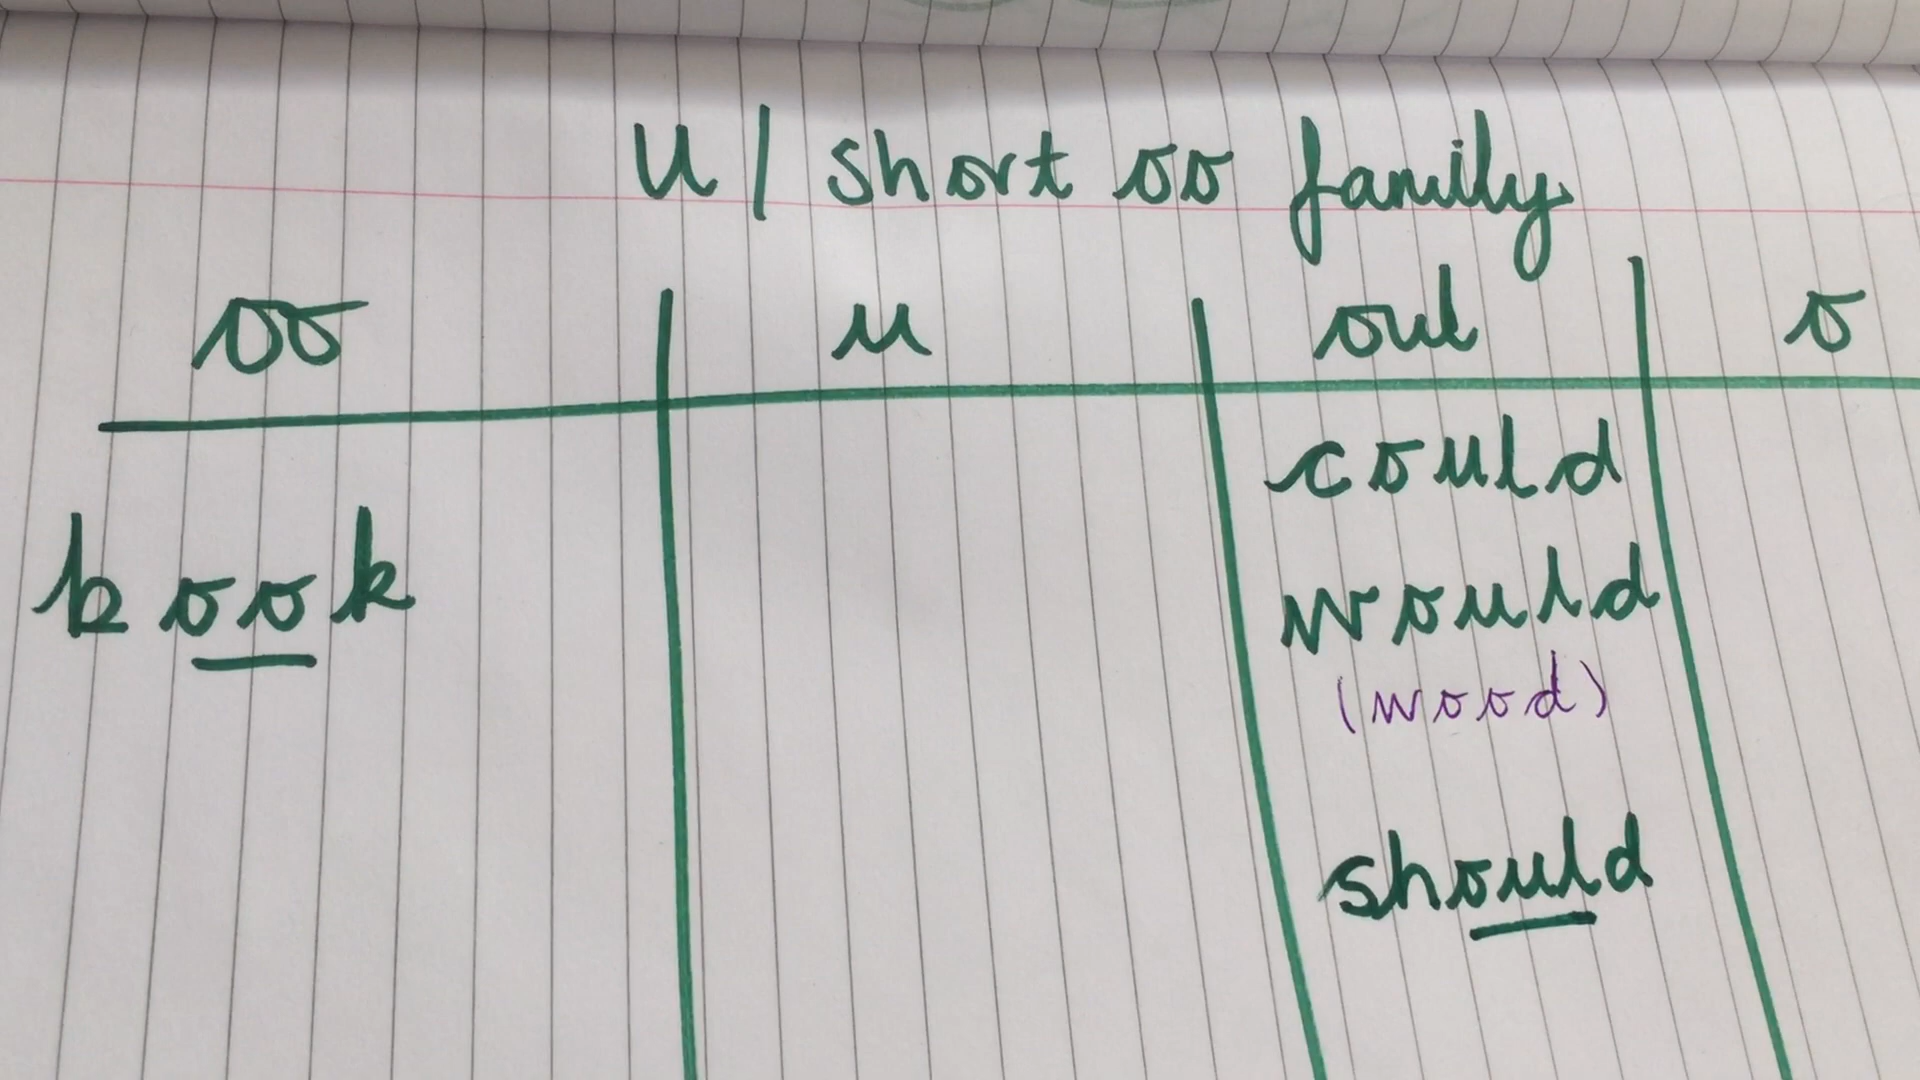 u / short oo family
oo u oul o
could
book would
(wood)
should